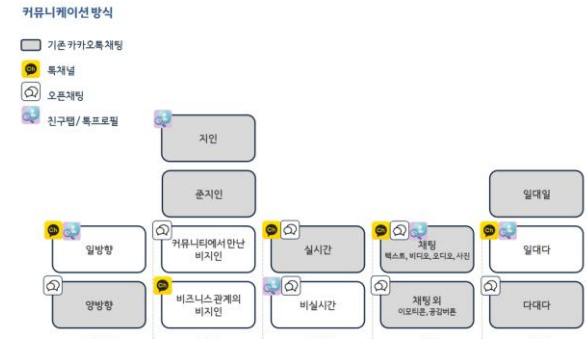 커뮤니케이션 방식
기존 카카오톡 채팅
톡채널
오픈채팅
친구탭/톡프로필
지인
준지인
일대일
일방향
커뮤니티에서 만난
비지인
실시간
채팅
텍스트, 비디오, 오디오, 사진
일대다
양방향
비즈니스 관계의
비지인
비실시간
채팅 외
이모티콘, 공감버튼
다대다